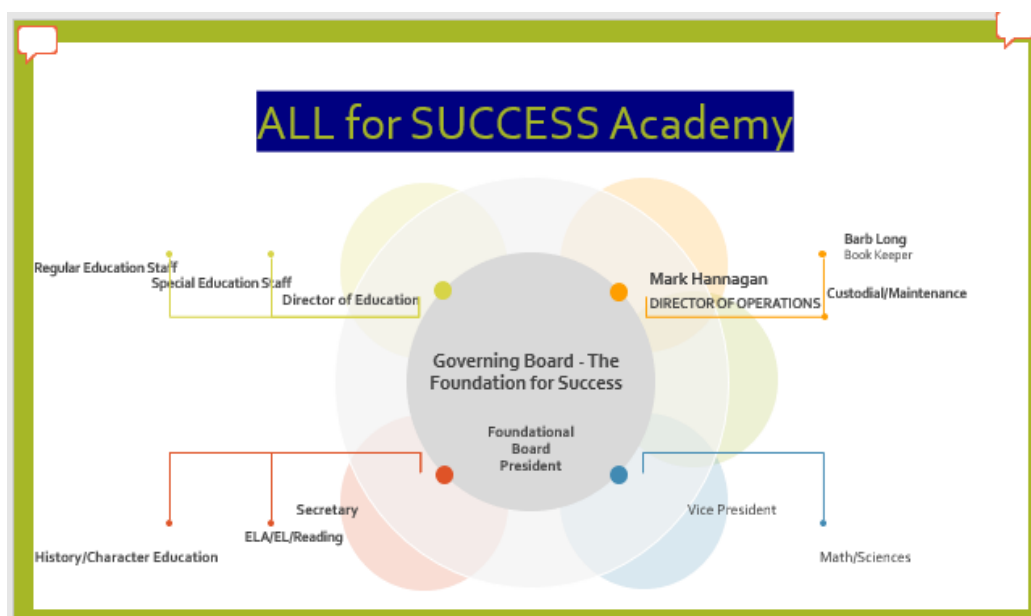 ALL for SUCCESS Academy
Barb Long
Book Keeper
Regular Education Staff
Special Education Staff
Director of Education
Mark Hannagan
DIRECTOR OF OPERATIONS
Custodial/Maintenance
Governing Board - The
Foundation for Success
Foundational
Board
President
Secretary
ELA/EL/Reading
History/Character Education
Vice President
Math/Sciences